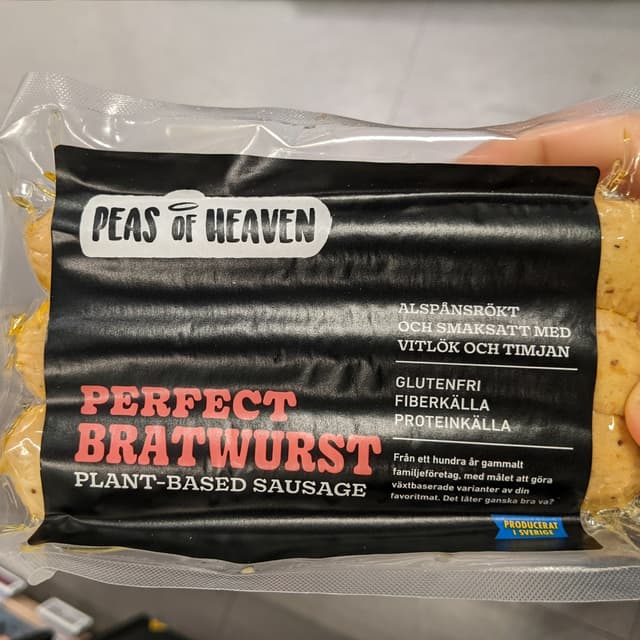 PEAS OF HEAVEN
ALSPÅNSRÖKT
OCH SMAKSATT MED
VITLÖK OCH TIMJAN
GLUTENFRI
FIBERKÄLLA
PROTEINKÄLLA
PERFECT
BRATWURST
PLANT-BASED SAUSAGE
Från ett hundra år gammalt
familjeföretag, med målet att göra
växtbaserade varianter av din
favoritmat. Det låter ganska bra va?
PRODUCERAT
I SVERIGE